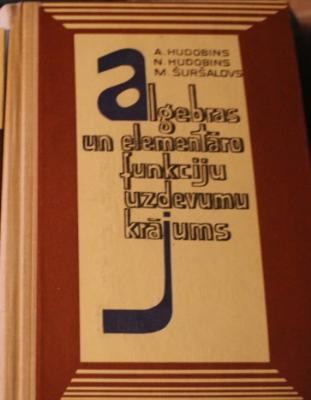 A. HUDOBINS
N. HUDOBINS
M. ŠURŠALOVS
algebras
un elementāro
funkciju
uzdevumu
krājums